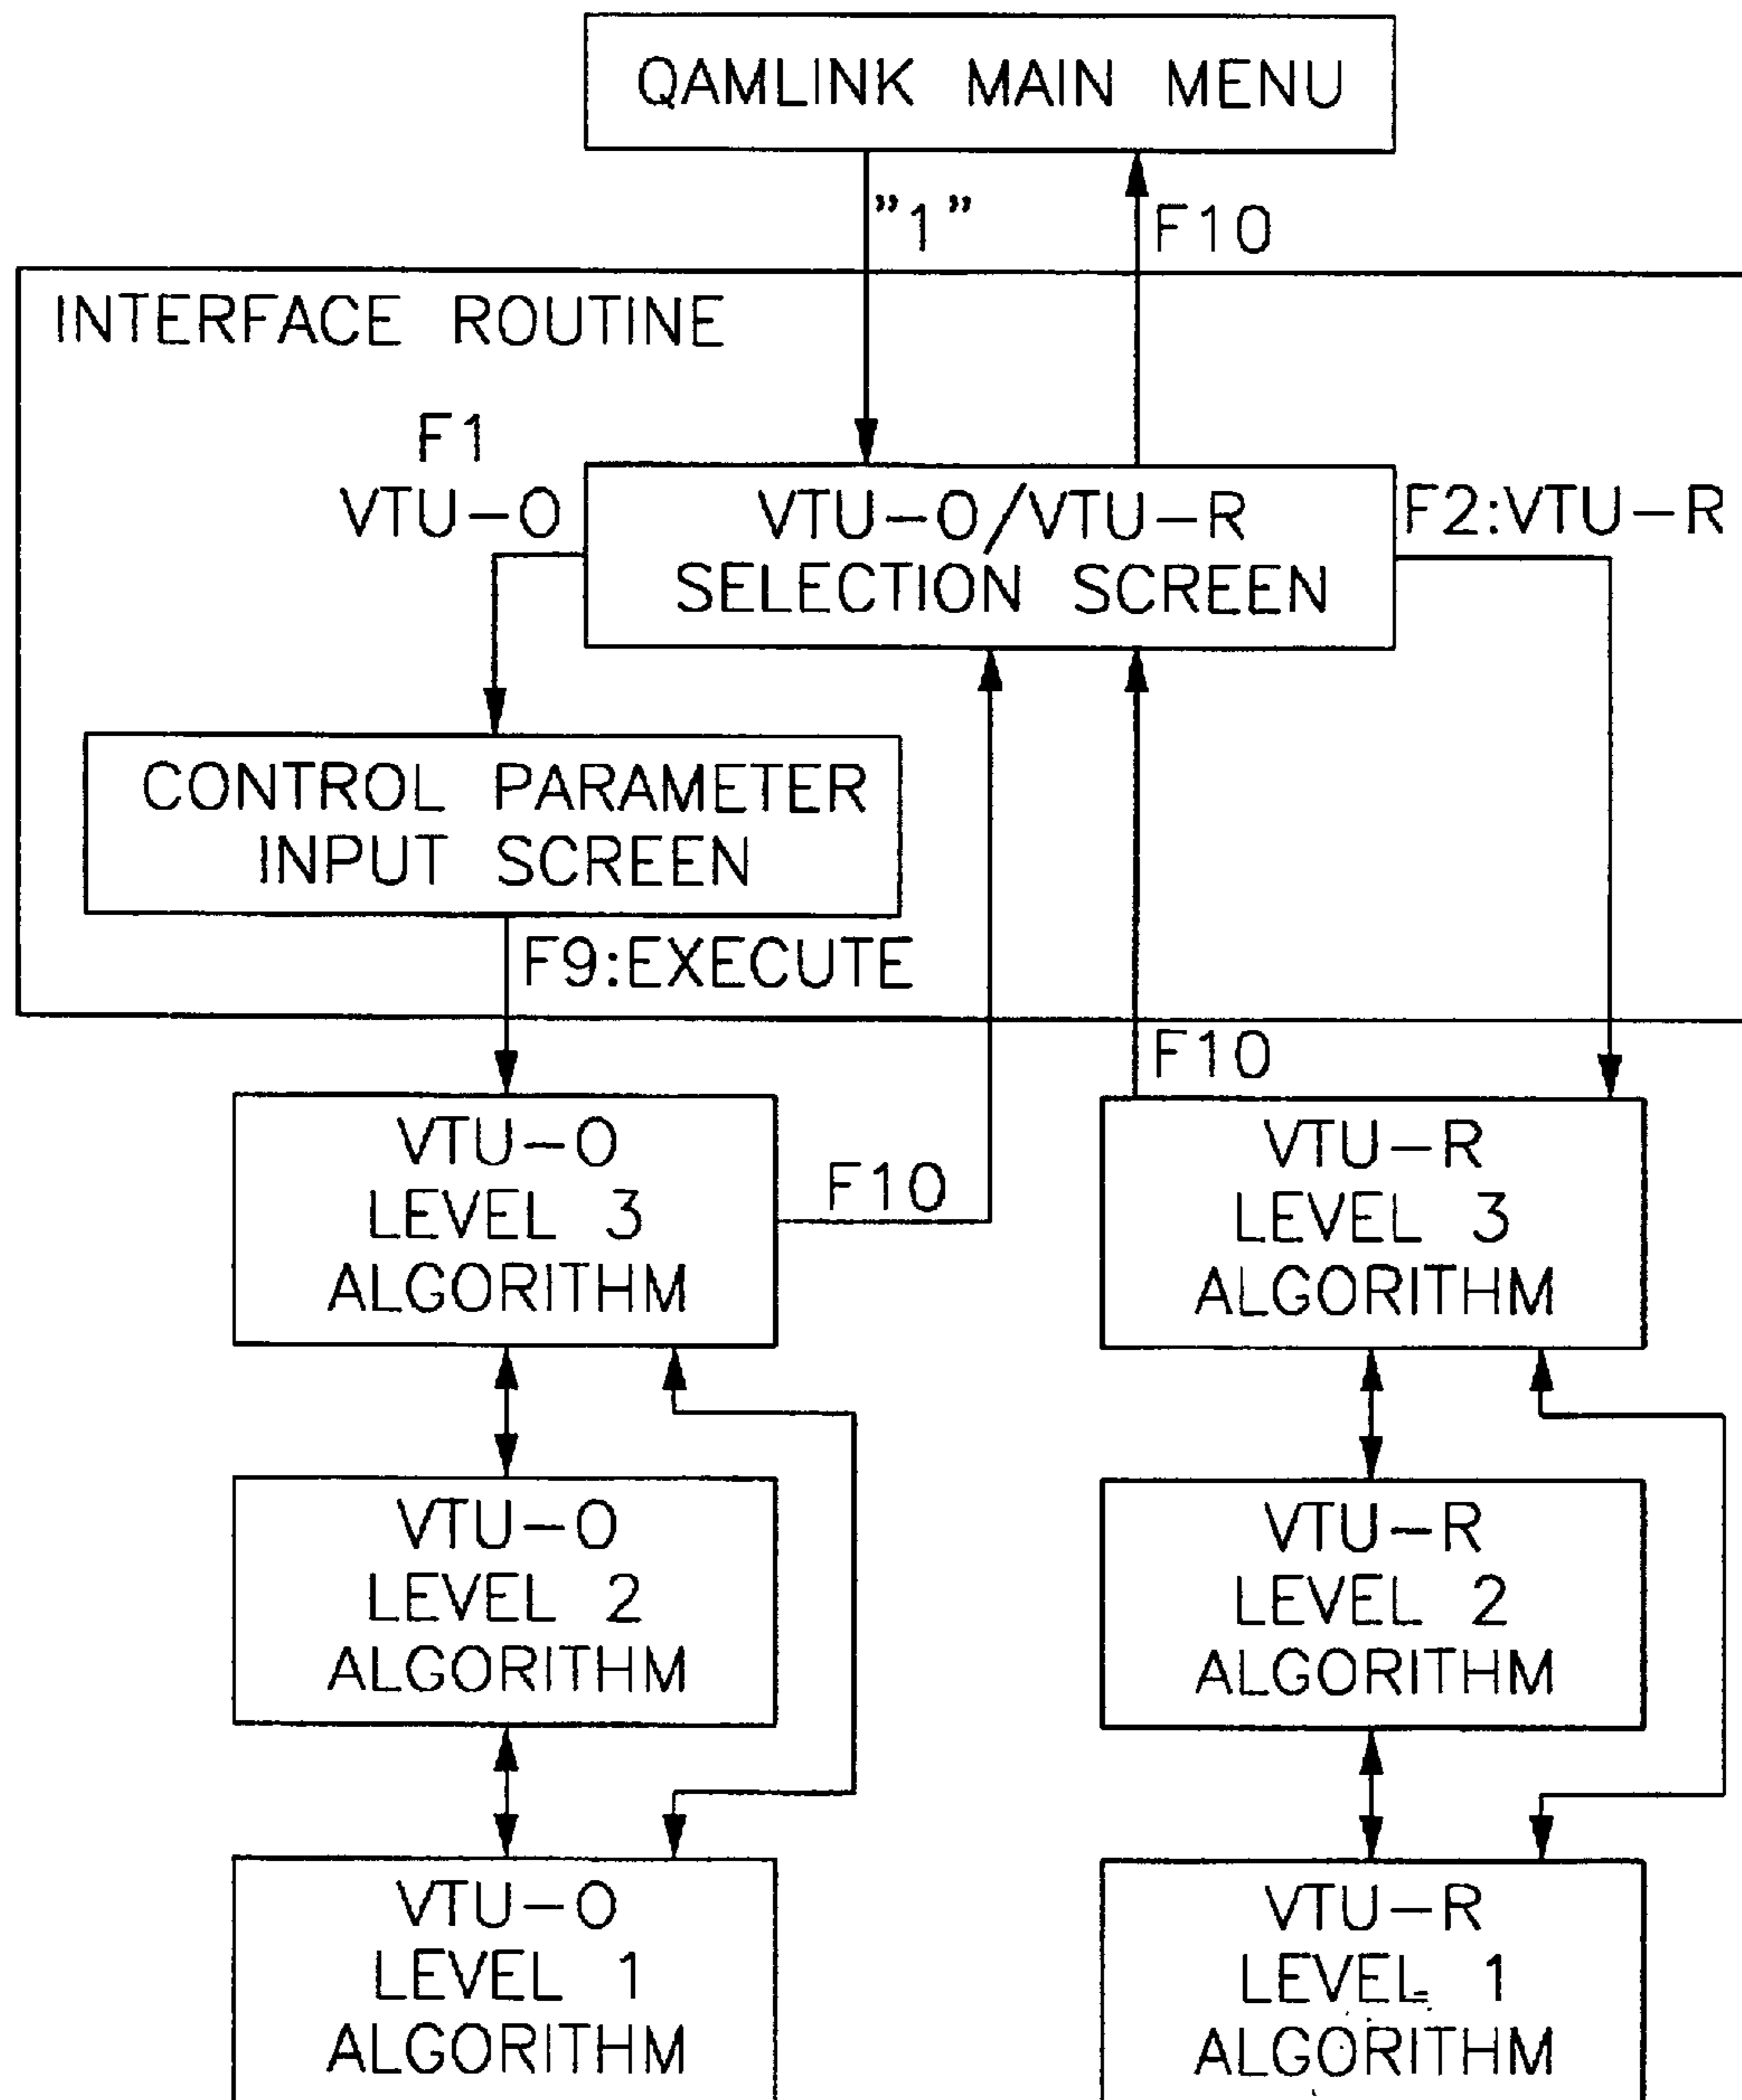 QAMLINK MAIN MENU
"1"
F10
INTERFACE ROUTINE
F1
VTU-O
VTU-O/VTU-R
SELECTION SCREEN
F2:VTU-R
CONTROL PARAMETER
INPUT SCREEN
F9:EXECUTE
F10
VTU-O
LEVEL 3
ALGORITHM
F10
VTU-R
LEVEL 3
ALGORITHM
VTU-O
LEVEL 2
ALGORITHM
VTU-R
LEVEL 2
ALGORITHM
VTU-O
LEVEL 1
ALGORITHM
VTU-R
LEVEL 1
ALGORITHM